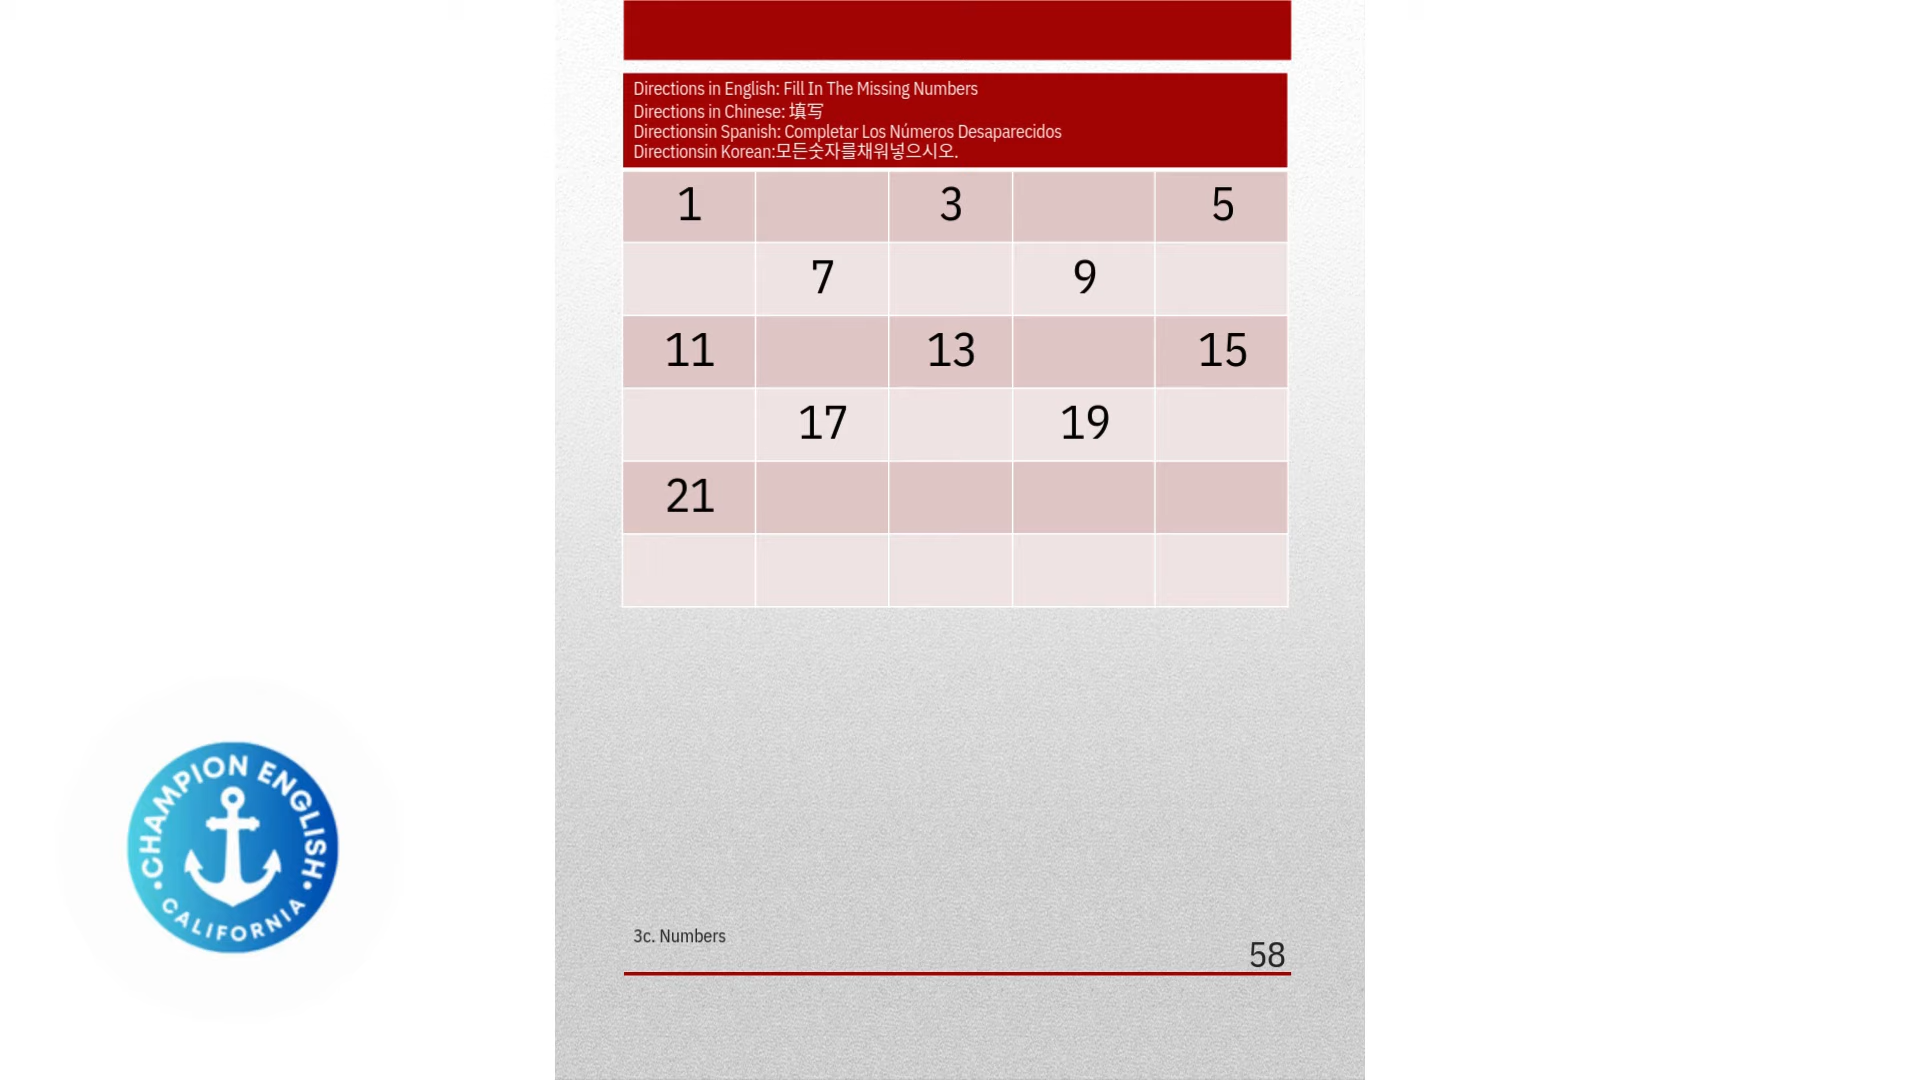 Directions in English: Fill In The Missing Numbers
Directions in Chinese: 填写
Directionsin Spanish: Completar Los Números Desaparecidos
Directionsin Korean:모든숫자를채워넣으시오.
1 3 5
7 9
11 13 15
17 19
21
CHAMPION ENGLISH
CALIFORNIA
3c. Numbers
58